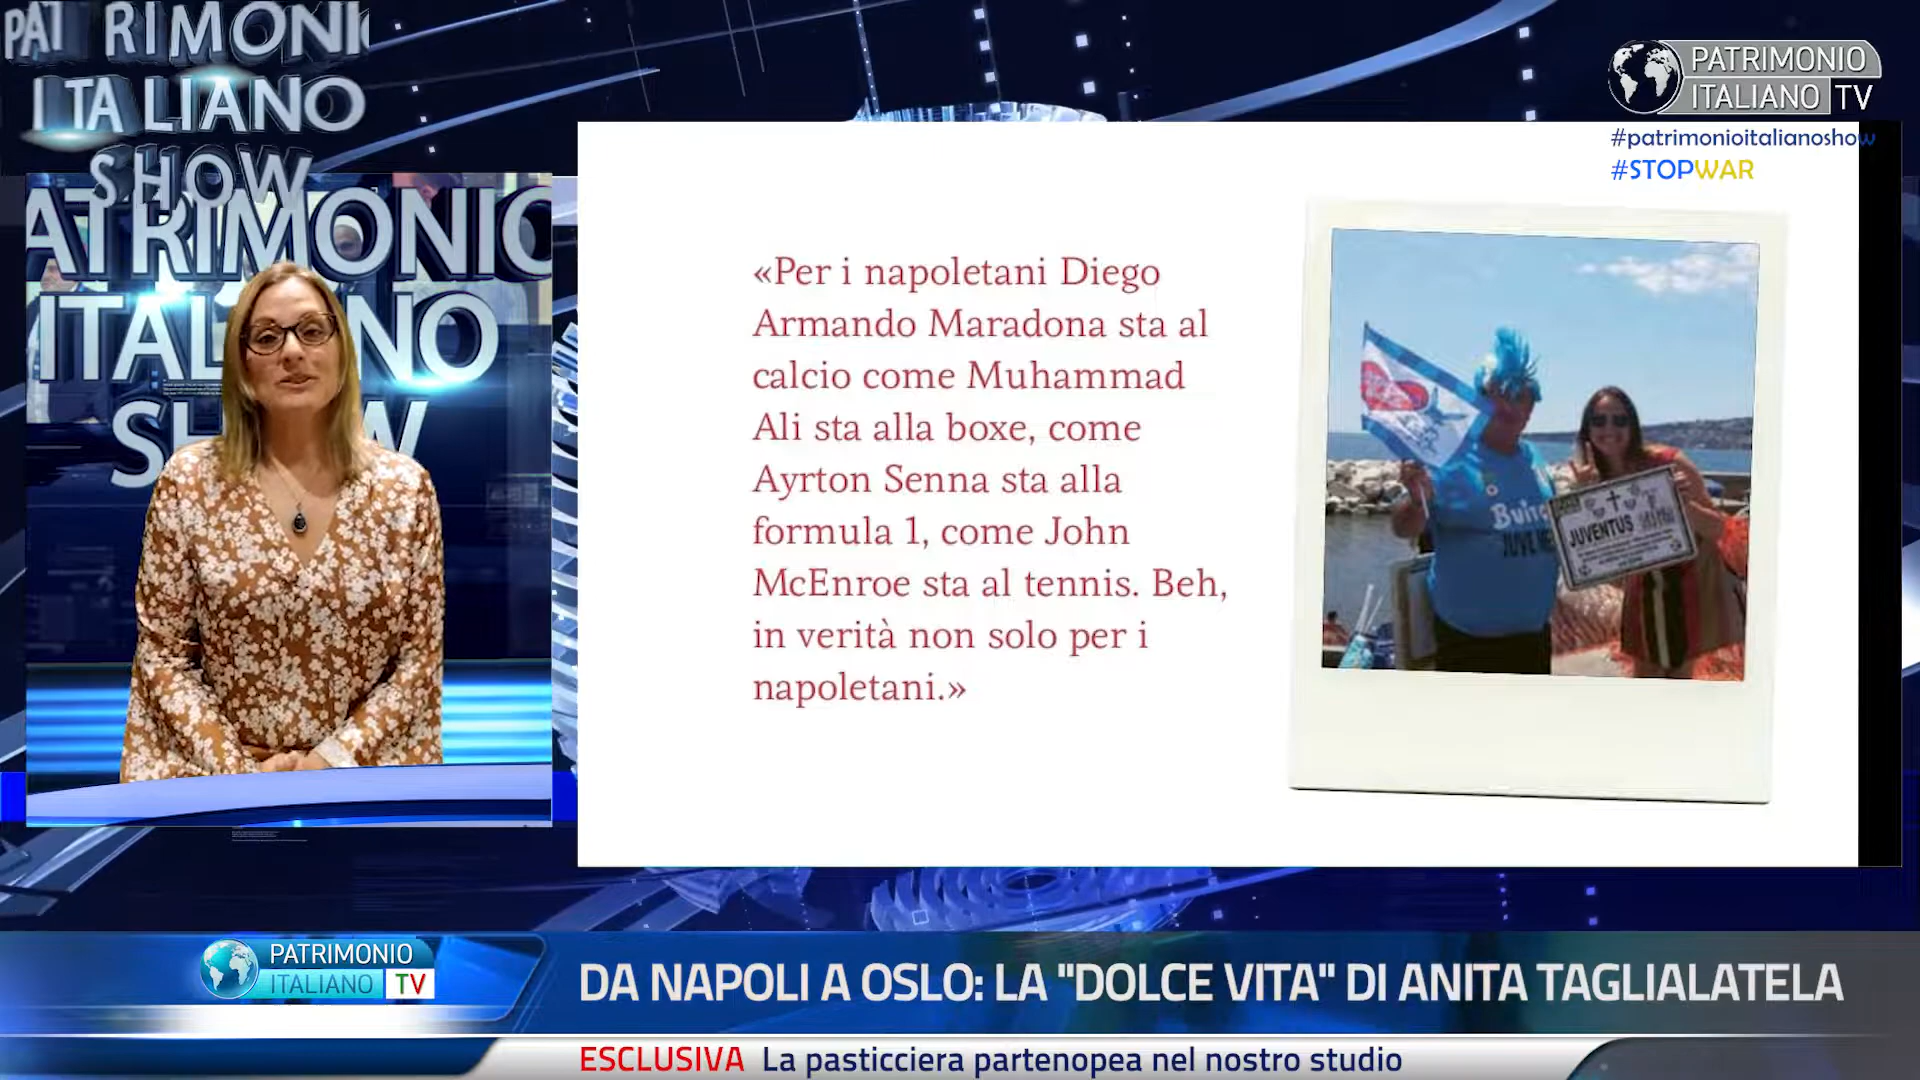 PATRIMONI
ITALIANO
SHOW
PATRIMONIO
ITALIANO TV
#patrimonioitalianoshow
#STOPWAR
ATRIMONIO
«Per i napoletani Diego
Armando Maradona sta al
calcio come Muhammad
Ali sta alla boxe, come
Ayrton Senna sta alla
formula 1, come John
McEnroe sta al tennis. Beh,
in verità non solo per i
napoletani.»
JUVENTUS
PATRIMONIO
ITALIANO TV
DA NAPOLI A OSLO: LA "DOLCE VITA" DI ANITA TAGLIALATELA
ESCLUSIVA La pasticciera partenopea nel nostro studio